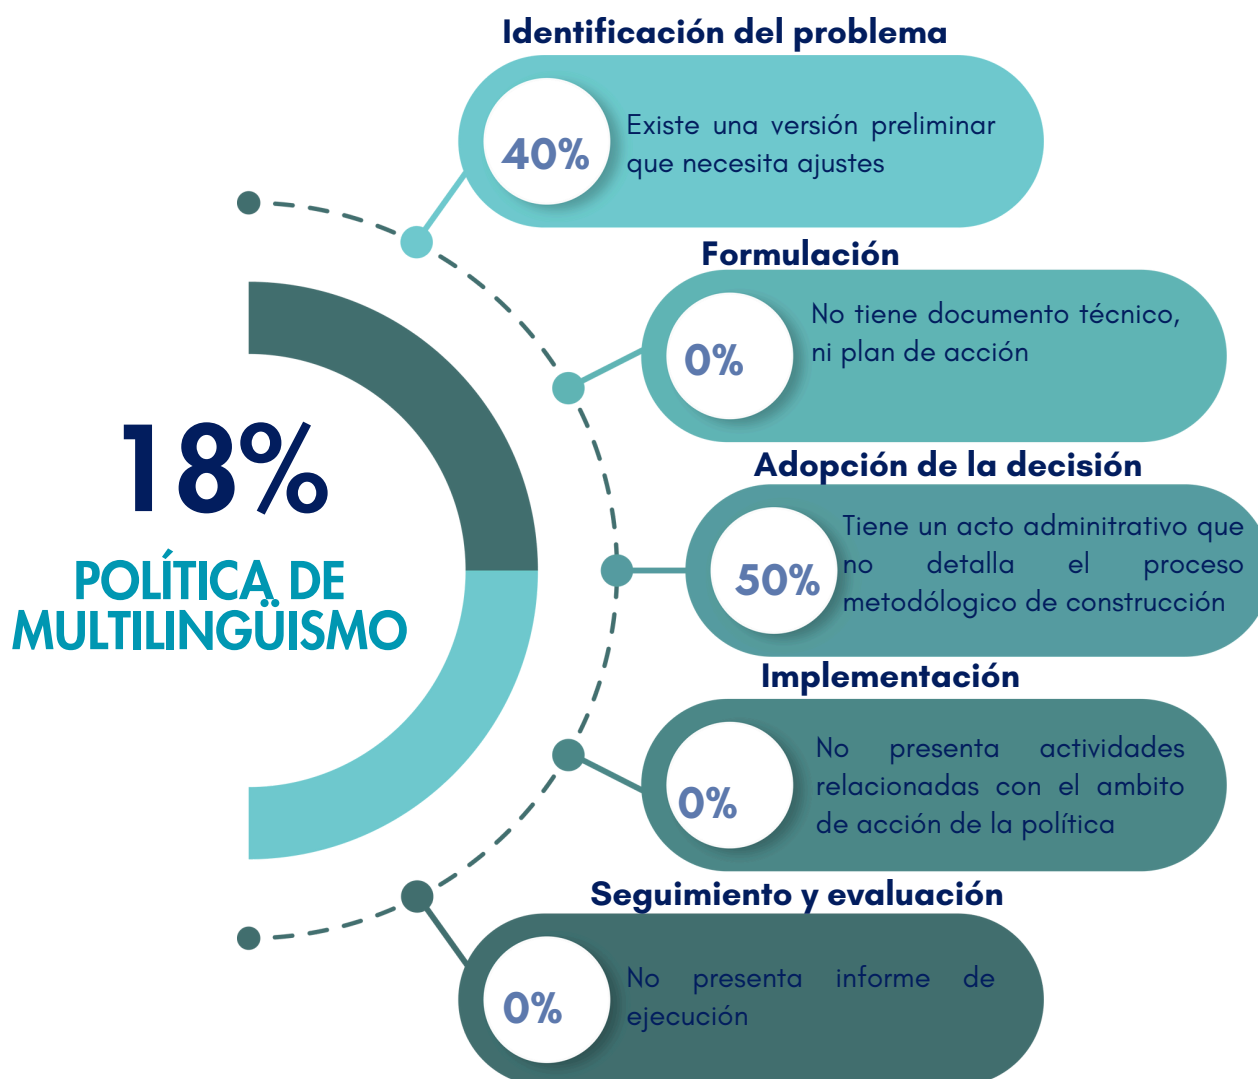 Identificación del problema
40%
Existe una versión preliminar
que necesita ajustes
Formulación
0%
No tiene documento técnico,
ni plan de acción
18%
POLÍTICA DE
MULTILINGÜISMO
Adopción de la decisión
50%
Tiene un acto adminitrativo que
no detalla el proceso
metodólogico de construcción
Implementación
0%
No presenta actividades
relacionadas con el ambito
de acción de la política
Seguimiento y evaluación
0%
No presenta informe de
ejecución